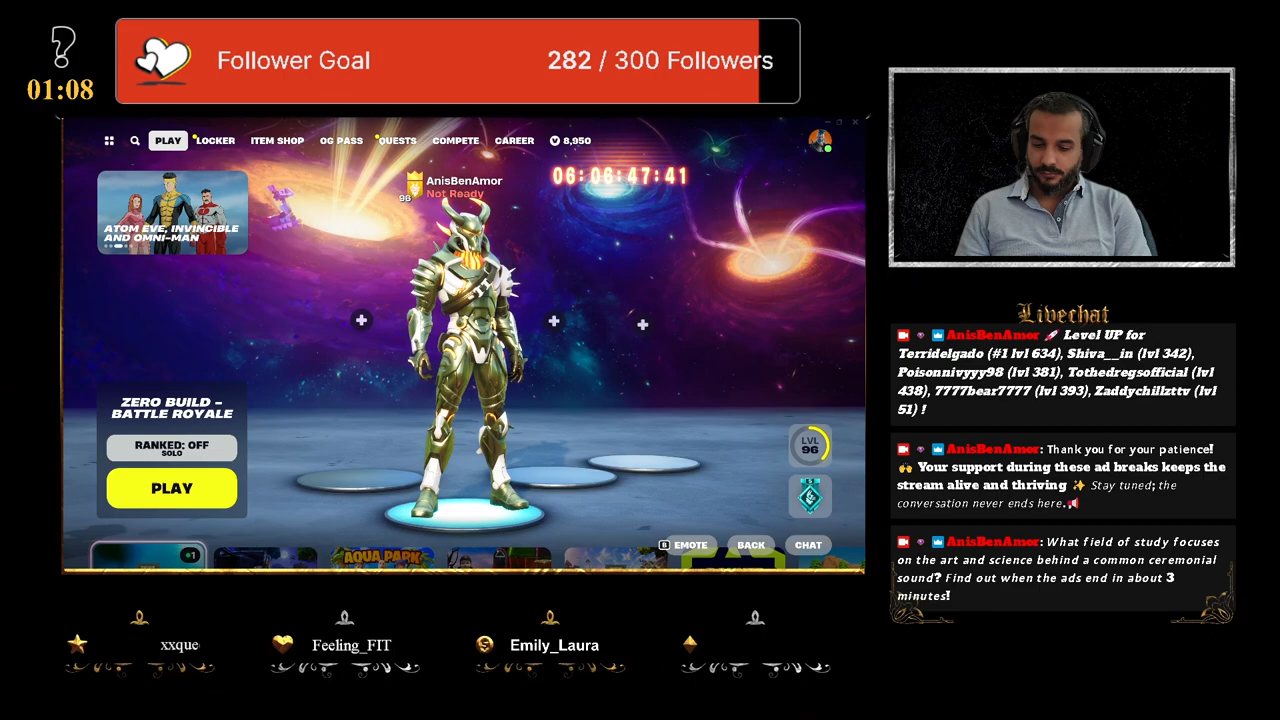 Follower Goal
282 / 300 Followers
01:08
PLAY
LOCKER
ITEM SHOP
OG PASS
QUESTS
COMPETE
CAREER
8,950
AnisBenAmor
Not Ready
96
06:06:47:41
ATOM EVE, INVINCIBLE
AND OMNI-MAN
ZERO BUILD -
BATTLE ROYALE
RANKED: OFF
SOLO
PLAY
LVL
96
5
1
AQUA PARK
B EMOTE
BACK
CHAT
Livechat
AnisBenAmor 🚀 Level UP for
Terridelgado (#1 lvl 634), Shiva__in (lvl 342),
Poisonnivyyy98 (lvl 381), Tothedregsofficial (lvl
438), 7777bear7777 (lvl 393), Zaddychillzttv (lvl
51) !
AnisBenAmor: Thank you for your patience!
🙌 Your support during these ad breaks keeps the
stream alive and thriving ✨ Stay tuned; the
conversation never ends here.📢
AnisBenAmor: What field of study focuses
on the art and science behind a common ceremonial
sound? Find out when the ads end in about 3
minutes!
xxque
Feeling_FIT
Emily_Laura